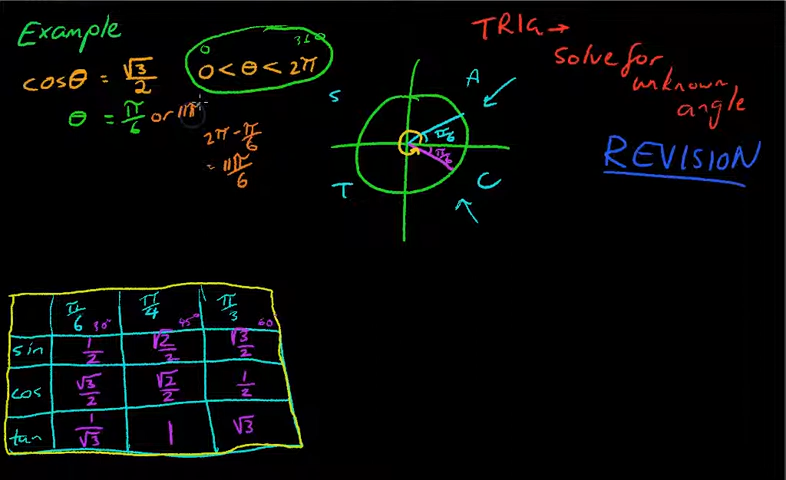 Example
cosθ = √3/2
0 360
0 < θ < 2π
θ = π/6 or 11π
2π - π/6
= 11π/6
S
A
T
C
π/6
π/6
TRIG →
solve for
unknown
angle
REVISION
π/6 30° π/4 45° π/3 60
sin 1/2 √2/2 √3/2
cos √3/2 √2/2 1/2
tan 1/√3 1 √3